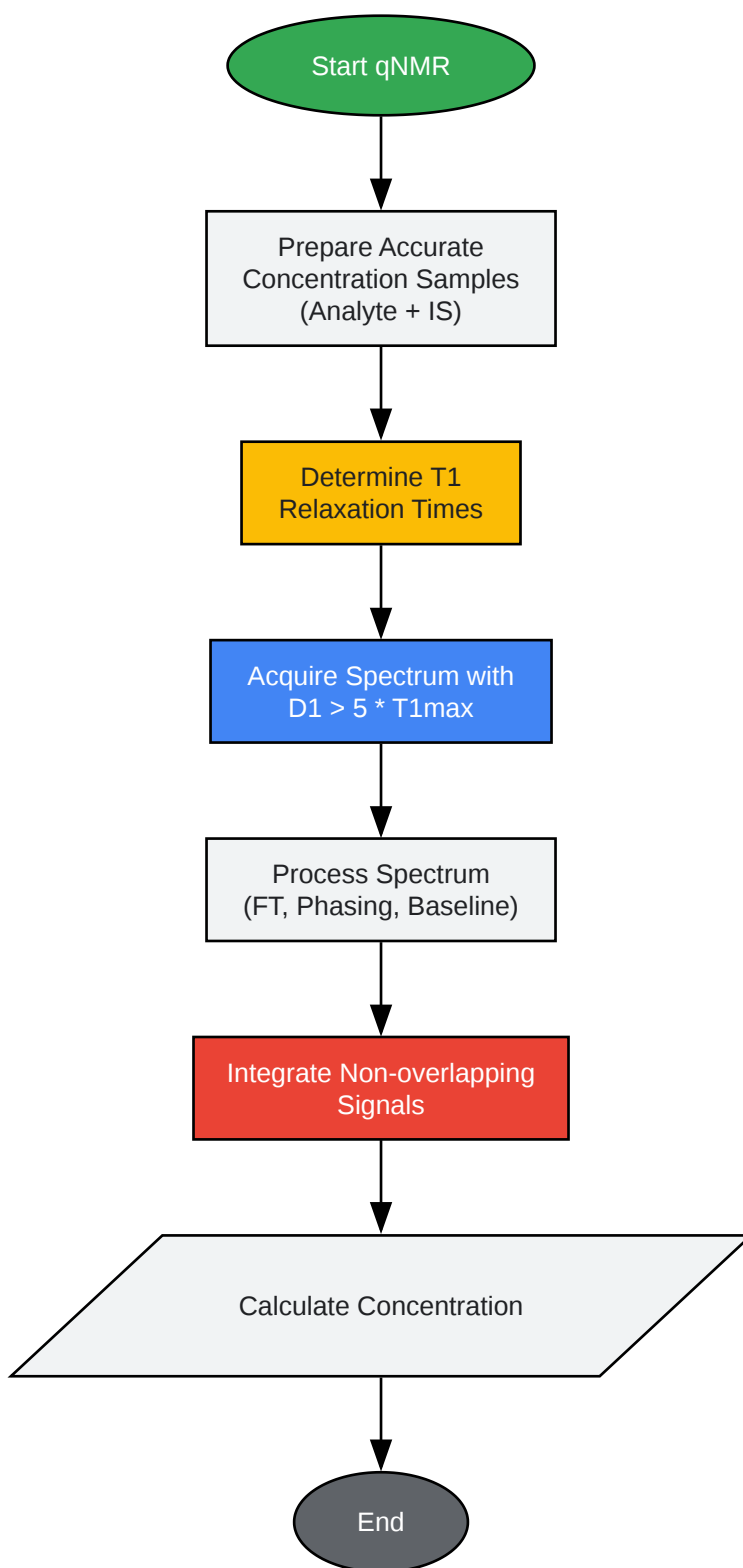 Start qNMR
Prepare Accurate
Concentration Samples
(Analyte + IS)
Determine T1
Relaxation Times
Acquire Spectrum with
D1 > 5 * T1max
Process Spectrum
(FT, Phasing, Baseline)
Integrate Non-overlapping
Signals
Calculate Concentration
End